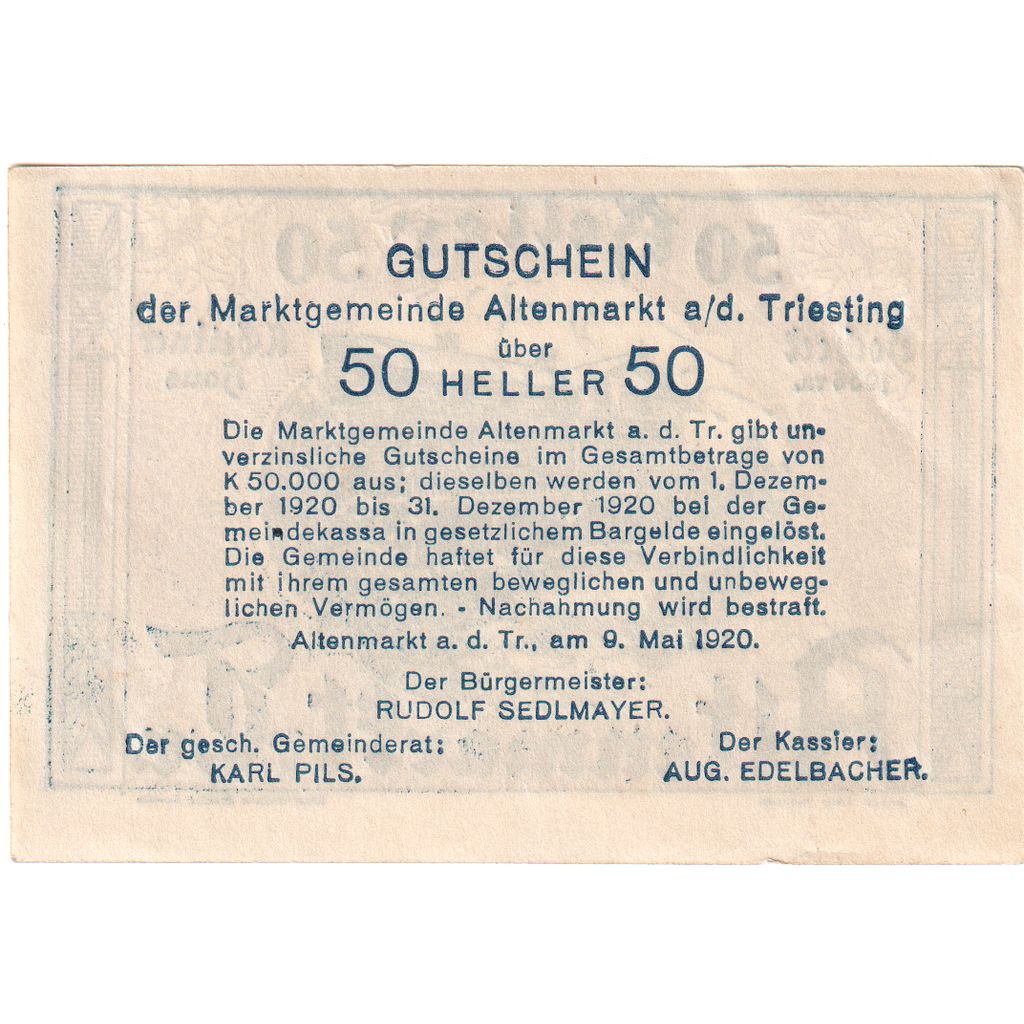 GUTSCHEIN
der Marktgemeinde Altenmarkt a/d. Triesting
über
50 HELLER 50
Die Marktgemeinde Altenmarkt a. d. Tr. gibt un-
verzinsliche Gutscheine im Gesamtbetrage von
K 50.000 aus; dieselben werden vom 1. Dezem-
ber 1920 bis 31. Dezember 1920 bei der Ge-
meindekassa in gesetzlichem Bargelde eingelöst.
Die Gemeinde haftet für diese Verbindlichkeit
mit ihrem gesamten beweglichen und unbeweg-
lichen Vermögen. - Nachahmung wird bestraft.
Altenmarkt a. d. Tr., am 9. Mai 1920.
Der Bürgermeister:
RUDOLF SEDLMAYER.
Der gesch. Gemeinderat:
KARL PILS.
Der Kassier:
AUG. EDELBACHER.